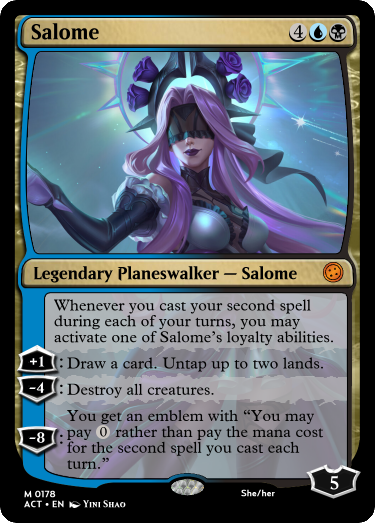 Salome 4
Legendary Planeswalker — Salome
Whenever you cast your second spell
during each of your turns, you may
activate one of Salome's loyalty abilities.
+1: Draw a card. Untap up to two lands.
-4: Destroy all creatures.
-8: You get an emblem with “You may
pay 0 rather than pay the mana cost
for the second spell you cast each
turn.”
5
M 0178
She/her
ACT • EN Yini Shao